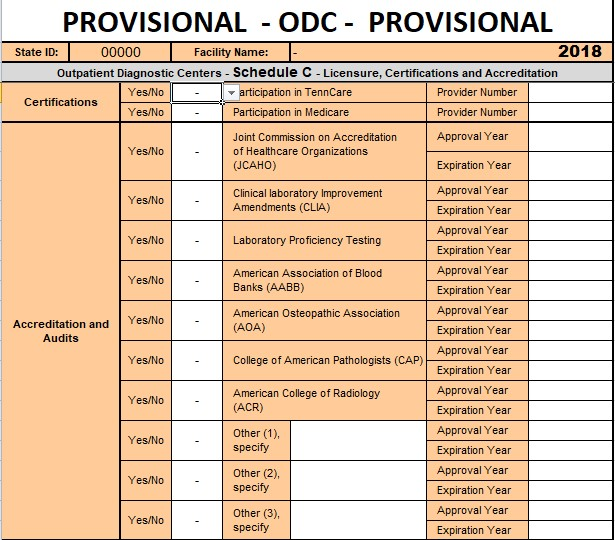 PROVISIONAL - ODC - PROVISIONAL
State ID: 00000 Facility Name: - 2018
Outpatient Diagnostic Centers - Schedule C - Licensure, Certifications and Accreditation
Certifications
Yes/No - articipation in TennCare Provider Number
Yes/No - Participation in Medicare Provider Number
Accreditation and
Audits
Yes/No -
Joint Commission on Accreditation
of Healthcare Organizations
(JCAHO)
Approval Year
Expiration Year
Yes/No -
Clinical laboratory Improvement
Amendments (CLIA)
Approval Year
Expiration Year
Yes/No -
Laboratory Proficiency Testing
Approval Year
Expiration Year
Yes/No -
American Association of Blood
Banks (AABB)
Approval Year
Expiration Year
Yes/No -
American Osteopathic Association
(AOA)
Approval Year
Expiration Year
Yes/No -
College of American Pathologists (CAP)
Approval Year
Expiration Year
Yes/No -
American College of Radiology
(ACR)
Approval Year
Expiration Year
Yes/No -
Other (1),
specify
Approval Year
Expiration Year
Yes/No -
Other (2),
specify
Approval Year
Expiration Year
Yes/No -
Other (3),
specify
Approval Year
Expiration Year